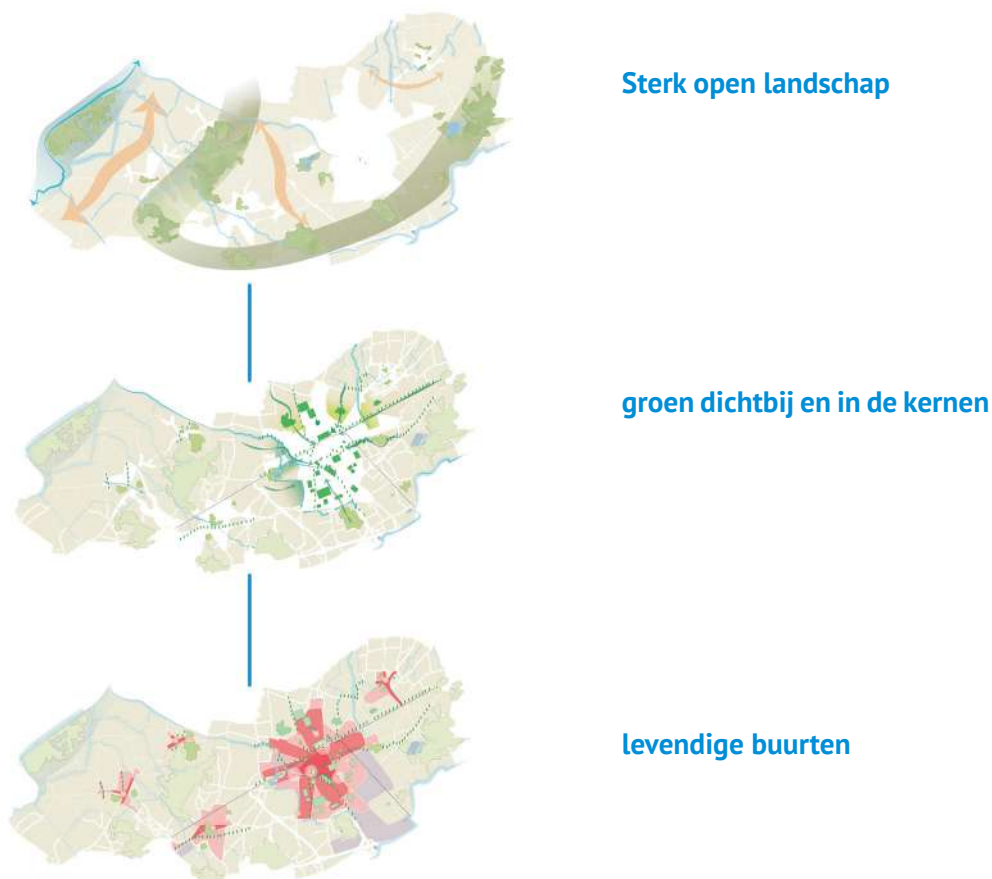 Sterk open landschap
groen dichtbij en in de kernen
levendige buurten